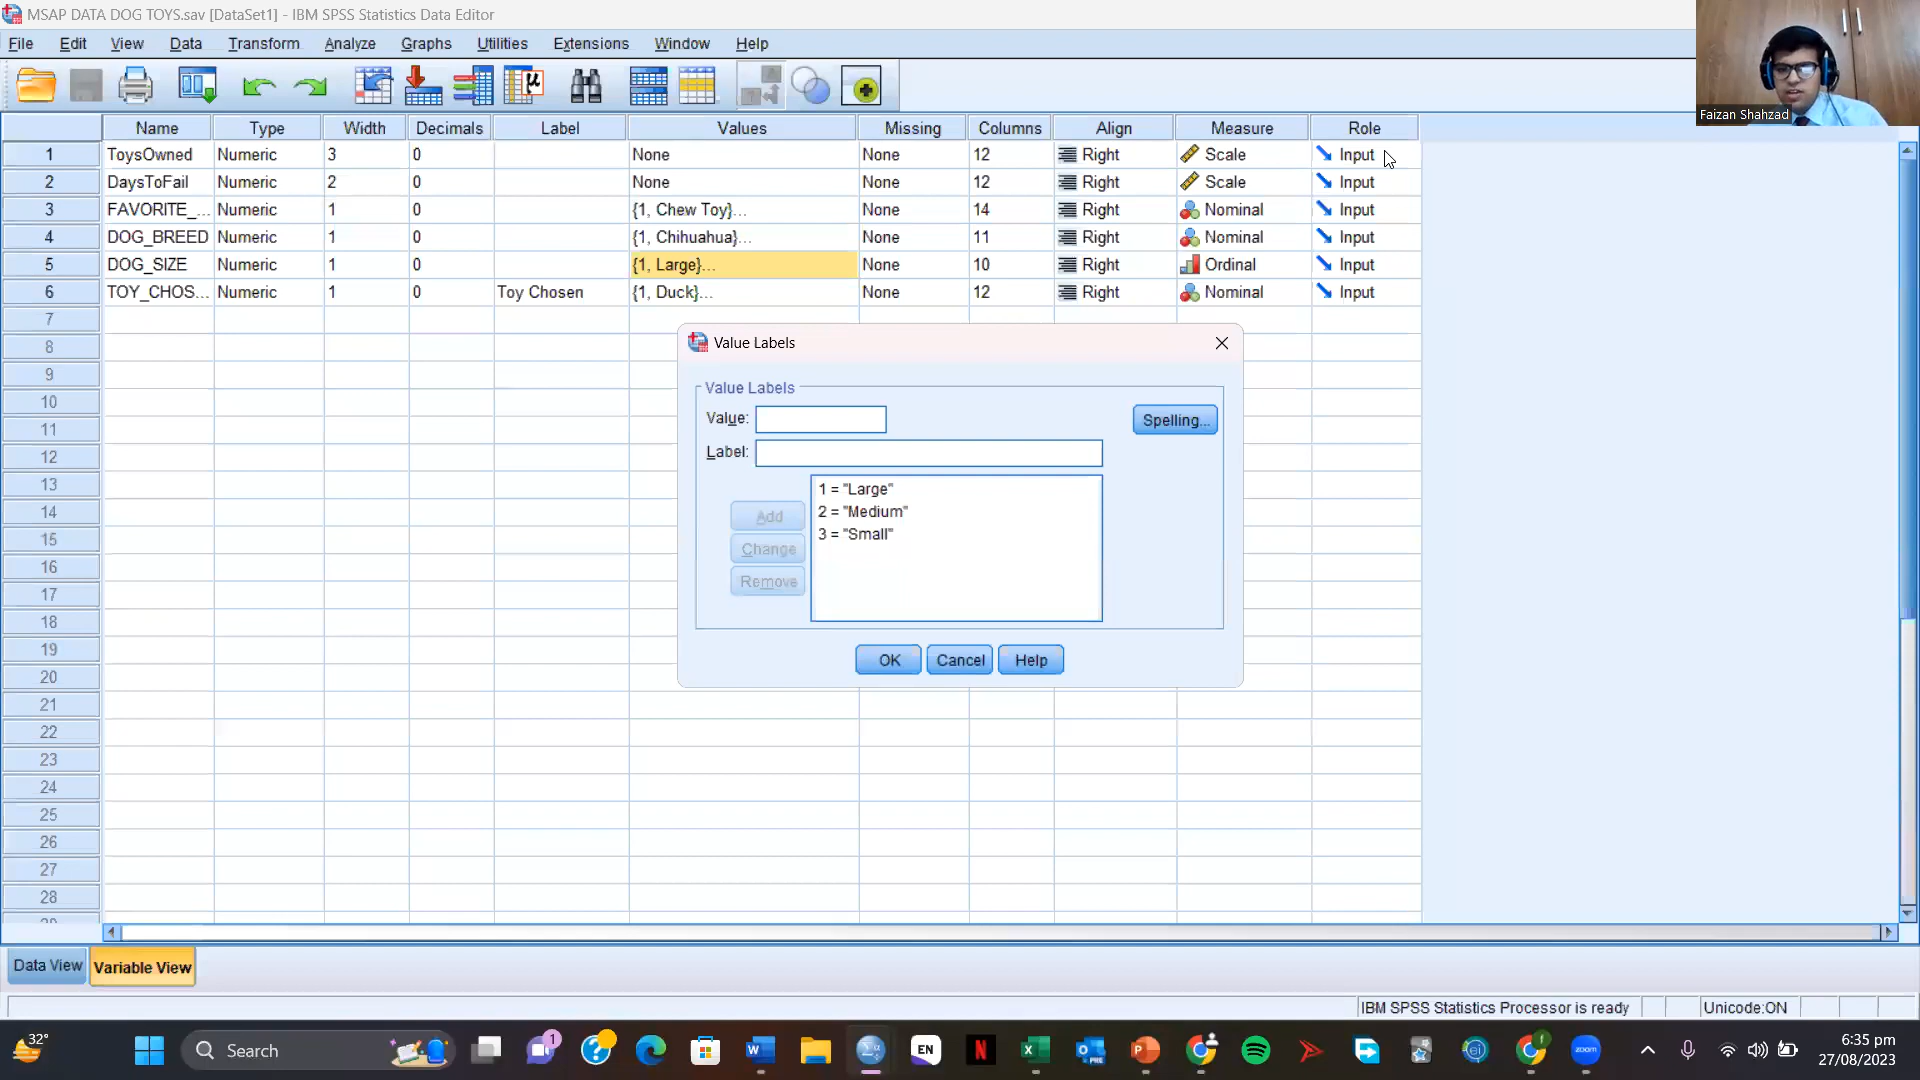 MSAP DATA DOG TOYS.sav [DataSet1] - IBM SPSS Statistics Data Editor
File Edit View Data Transform Analyze Graphs Utilities Extensions Window Help
Faizan Shahzad
Name Type Width Decimals Label Values Missing Columns Align Measure Role
1 ToysOwned Numeric 3 0 None None 12 Right Scale Input
2 DaysToFail Numeric 2 0 None None 12 Right Scale Input
3 FAVORITE_... Numeric 1 0 {1, Chew Toy}... None 14 Right Nominal Input
4 DOG_BREED Numeric 1 0 {1, Chihuahua}... None 11 Right Nominal Input
5 DOG_SIZE Numeric 1 0 {1, Large}... None 10 Right Ordinal Input
6 TOY_CHOS... Numeric 1 0 Toy Chosen {1, Duck}... None 12 Right Nominal Input
7
8
9
10
11
12
13
14
15
16
17
18
19
20
21
22
23
24
25
26
27
28
Value Labels
Value Labels
Value:
Spelling...
Label:
1 = "Large"
2 = "Medium"
3 = "Small"
Add
Change
Remove
OK Cancel Help
Data View Variable View
IBM SPSS Statistics Processor is ready Unicode:ON
32°
Search
1
EN
N
PRE
zoom
6:35 pm
27/08/2023